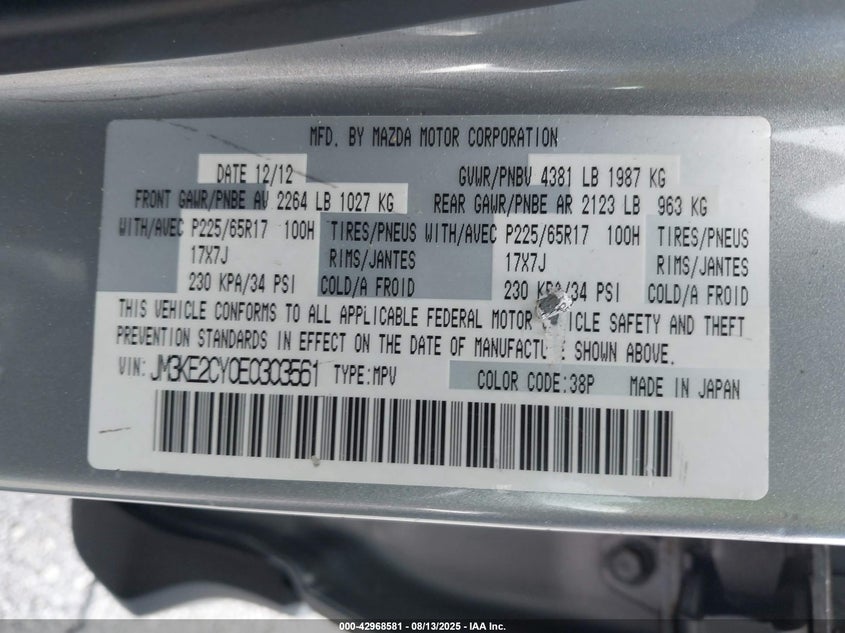 MFD. BY MAZDA MOTOR CORPORATION
DATE 12/12 GVWR/PNBV 4381 LB 1987 KG
FRONT GAWR/PNBE AV 2264 LB 1027 KG REAR GAWR/PNBE AR 2123 LB 963 KG
WITH/AVEC P225/65R17 100H TIRES/PNEUS WITH/AVEC P225/65R17 100H TIRES/PNEUS
17X7J RIMS/JANTES 17X7J RIMS/JANTES
230 KPA/34 PSI COLD/A FROID 230 KPA/34 PSI COLD/A FROID
THIS VEHICLE CONFORMS TO ALL APPLICABLE FEDERAL MOTOR VEHICLE SAFETY AND THEFT
PREVENTION STANDARDS IN EFFECT ON THE DATE OF MANUFACTURE SHOWN ABOVE.
VIN: JM3KE2CY0E0303561 TYPE:MPV COLOR CODE:38P MADE IN JAPAN
000-42968581 - 08/13/2025 - IAA Inc.